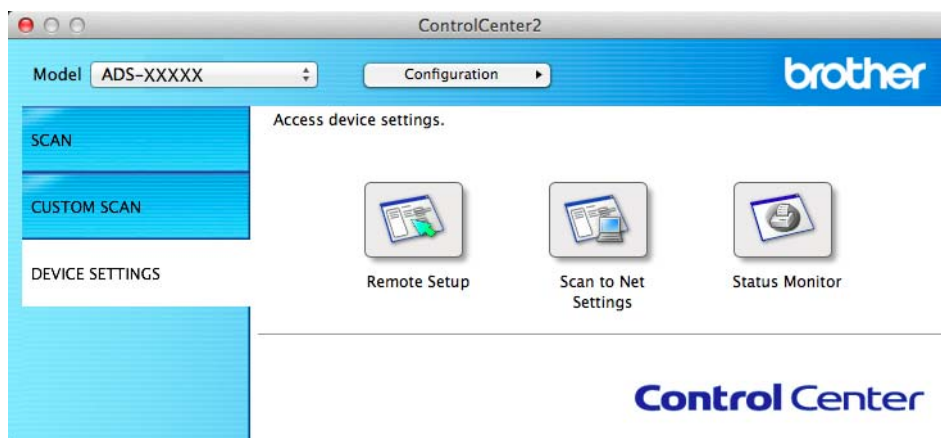 ControlCenter2
Model ADS-XXXXX Configuration
brother
SCAN
CUSTOM SCAN
DEVICE SETTINGS
Access device settings.
Remote Setup
Scan to Net
Settings
Status Monitor
Control Center